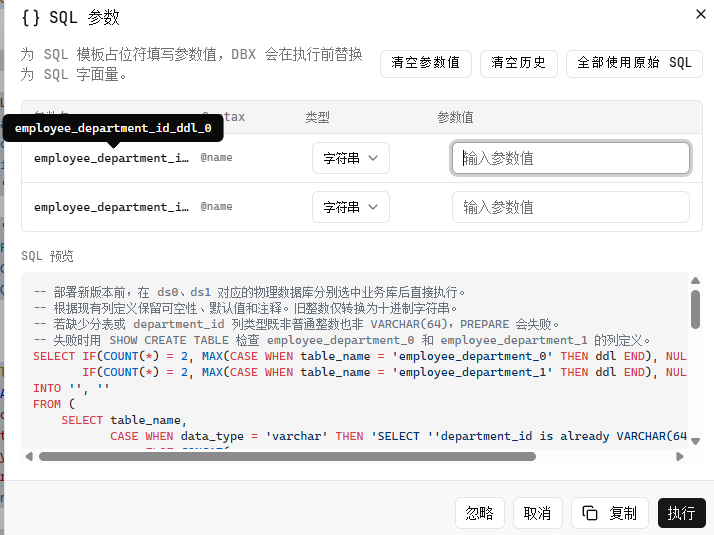 {} SQL 参数
为 SQL 模板占位符填写参数值，DBX 会在执行前替换
为 SQL 字面量。
清空参数值
清空历史
全部使用原始 SQL
类型
参数值
employee_department_id_ddl_0
employee_department_i…
@name
字符串
输入参数值
employee_department_i…
@name
字符串
输入参数值
SQL 预览
-- 部署新版本前，在 ds0、ds1 对应的物理数据库分别选中业务库后直接执行。
-- 根据现有列定义保留可空性、默认值和注释。旧整数仅转换为十进制字符串。
-- 若缺少分表或 department_id 列类型既非普通整数也非 VARCHAR(64)，PREPARE 会失败。
-- 失败时用 SHOW CREATE TABLE 检查 employee_department_0 和 employee_department_1 的列定义。
SELECT IF(COUNT(*) = 2, MAX(CASE WHEN table_name = 'employee_department_0' THEN ddl END), NUL
IF(COUNT(*) = 2, MAX(CASE WHEN table_name = 'employee_department_1' THEN ddl END), NUL
INTO '', ''
FROM (
SELECT table_name,
CASE WHEN data_type = 'varchar' THEN 'SELECT ''department_id is already VARCHAR(64
忽略
取消
复制
执行